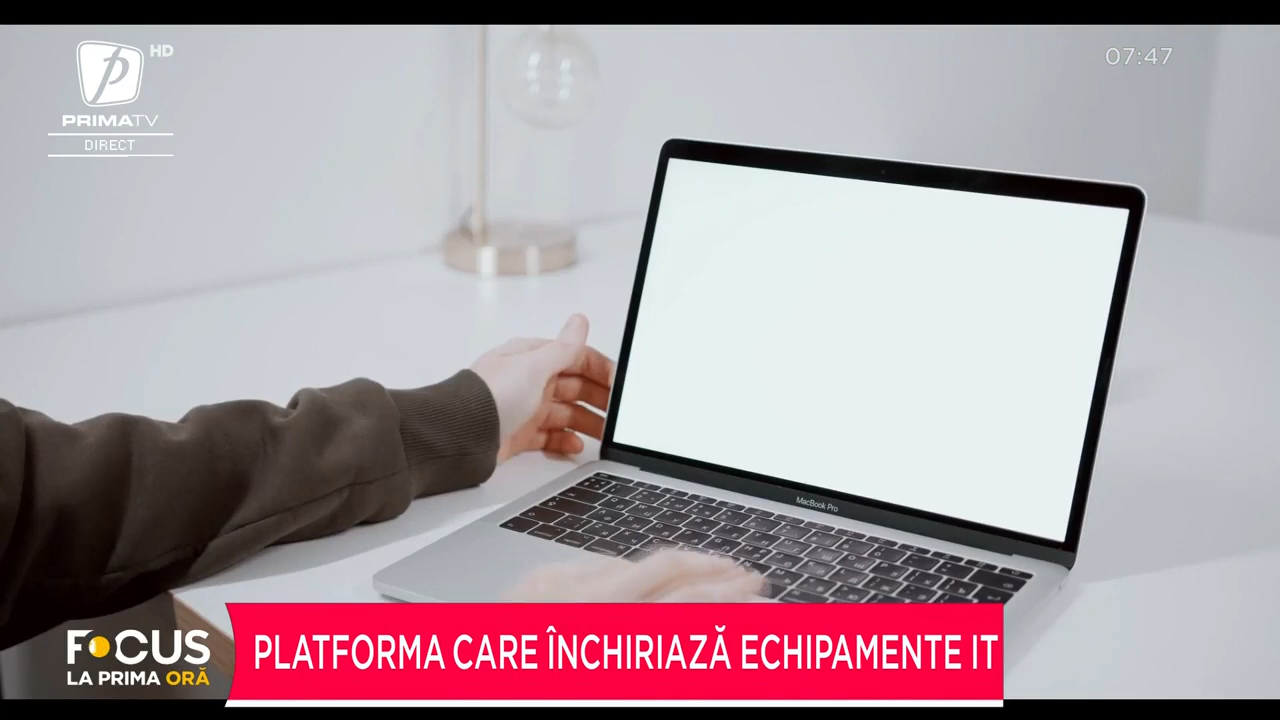 HD
07:47
PRIMATV
DIRECT
MacBook Pro
FOCUS
LA PRIMA ORĂ
PLATFORMA CARE ÎNCHIRIAZĂ ECHIPAMENTE IT